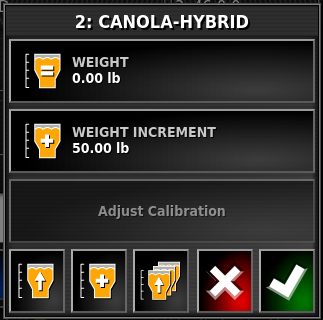 2: CANOLA-HYBRID
WEIGHT
0.00 lb
WEIGHT INCREMENT
50.00 lb
Adjust Calibration